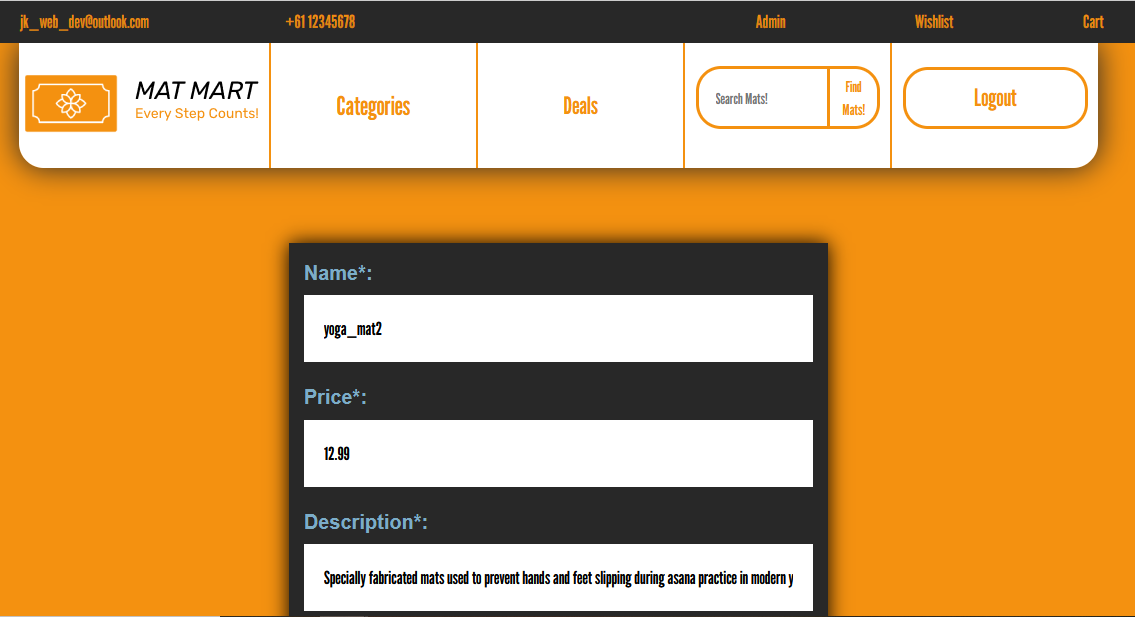 jk_web_dev@outlook.com +61 12345678 Admin Wishlist Cart
MAT MART
Every Step Counts!
Categories
Deals
Search Mats!
Find
Mats!
Logout
Name*:
yoga_mat2
Price*:
12.99
Description*:
Specially fabricated mats used to prevent hands and feet slipping during asana practice in modern y